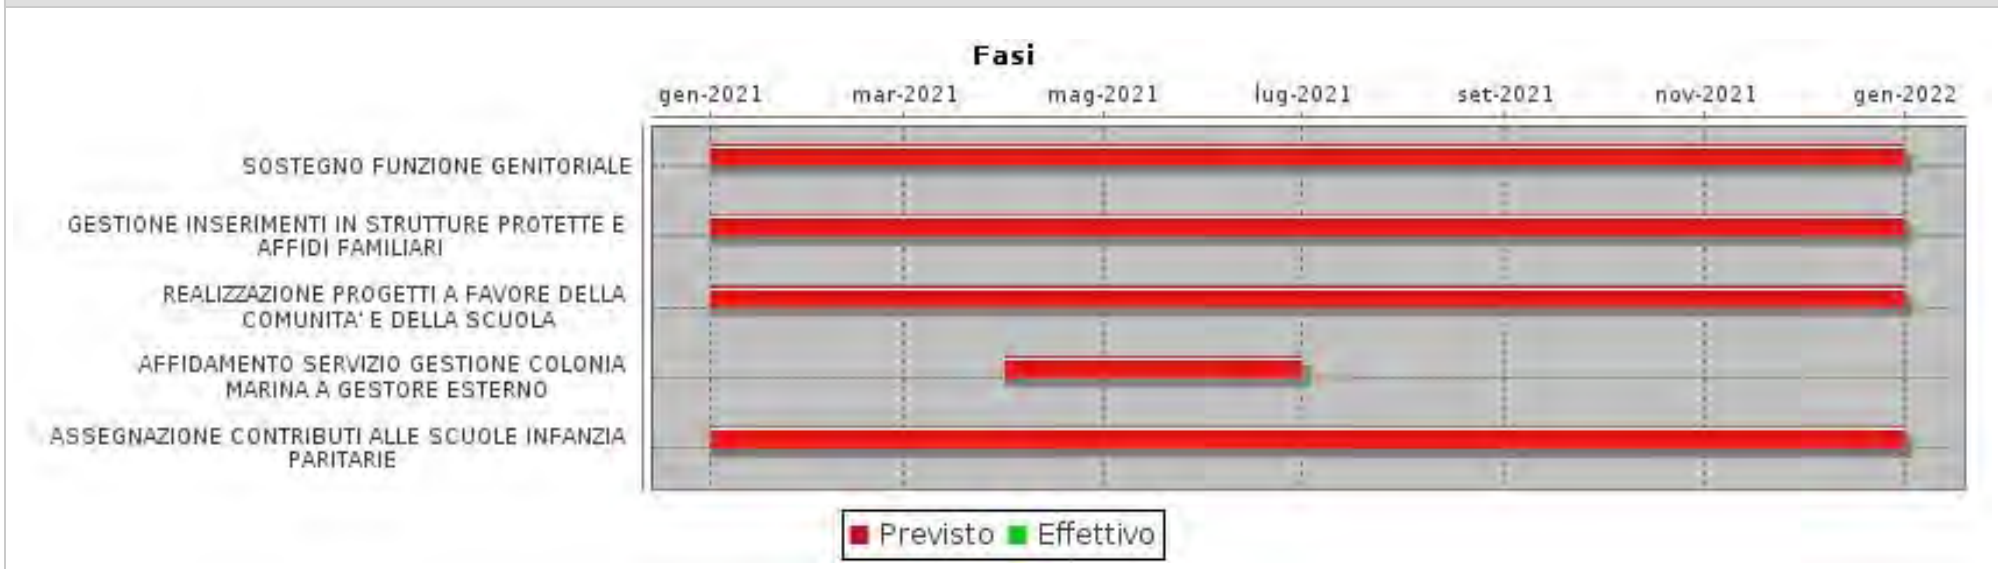 Fasi
gen-2021 mar-2021 mag-2021 lug-2021 set-2021 nov-2021 gen-2022
SOSTEGNO FUNZIONE GENITORIALE
GESTIONE INSERIMENTI IN STRUTTURE PROTETTE E
AFFIDI FAMILIARI
REALIZZAZIONE PROGETTI A FAVORE DELLA
COMUNITA' E DELLA SCUOLA
AFFIDAMENTO SERVIZIO GESTIONE COLONIA
MARINA A GESTORE ESTERNO
ASSEGNAZIONE CONTRIBUTI ALLE SCUOLE INFANZIA
PARITARIE
Previsto Effettivo